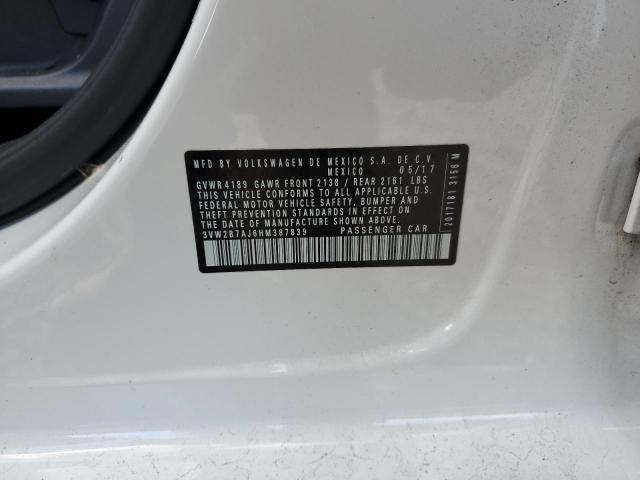 MFD BY VOLKSWAGEN DE MEXICO S.A. DE C.V.
MEXICO 05/17
GVWR 4189 GAWR FRONT 2138 / REAR 2161 LBS
THIS VEHICLE CONFORMS TO ALL APPLICABLE U.S.
FEDERAL MOTOR VEHICLE SAFETY, BUMPER AND
THEFT PREVENTION STANDARDS IN EFFECT ON
THE DATE OF MANUFACTURE SHOWN ABOVE.
3VW2B7AJ6HM387839 PASSENGER CAR
2017181 3156 M